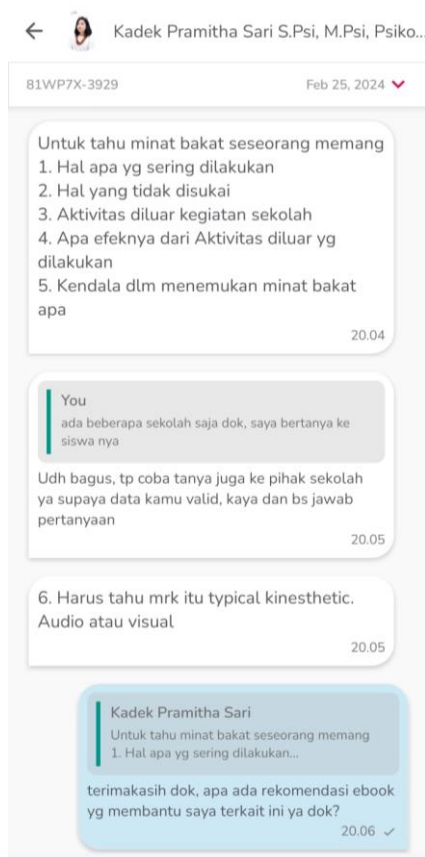 Kadek Pramitha Sari S.Psi, M.Psi, Psiko...
81WP7X-3929
Feb 25, 2024
Untuk tahu minat bakat seseorang memang
1. Hal apa yg sering dilakukan
2. Hal yang tidak disukai
3. Aktivitas diluar kegiatan sekolah
4. Apa efeknya dari Aktivitas diluar yg
dilakukan
5. Kendala dlm menemukan minat bakat
apa
20.04
You
ada beberapa sekolah saja dok, saya bertanya ke
siswa nya
Udh bagus, tp coba tanya juga ke pihak sekolah
ya supaya data kamu valid, kaya dan bs jawab
pertanyaan
20.05
6. Harus tahu mrk itu typical kinesthetic.
Audio atau visual
20.05
Kadek Pramitha Sari
Untuk tahu minat bakat seseorang memang
1. Hal apa yg sering dilakukan...
terimakasih dok, apa ada rekomendasi ebook
yg membantu saya terkait ini ya dok?
20.06